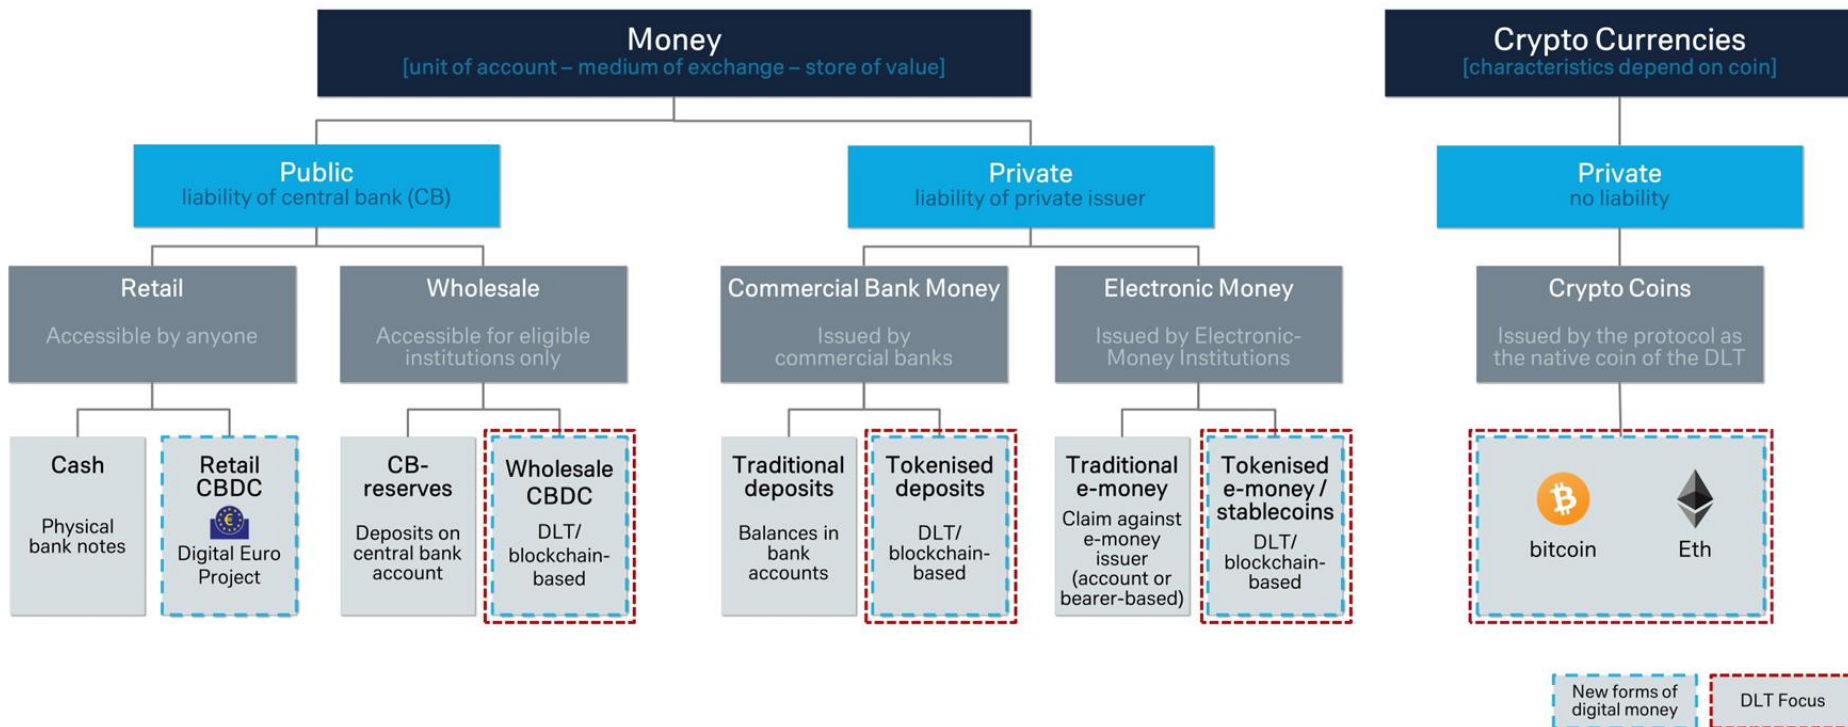 Money
[unit of account – medium of exchange – store of value]
Crypto Currencies
[characteristics depend on coin]
Public
liability of central bank (CB)
Private
liability of private issuer
Private
no liability
Retail
Accessible by anyone
Wholesale
Accessible for eligible
institutions only
Commercial Bank Money
Issued by
commercial banks
Electronic Money
Issued by Electronic-
Money Institutions
Crypto Coins
Issued by the protocol as
the native coin of the DLT
Cash
Physical
bank notes
Retail
CBDC
Digital Euro
Project
CB-
reserves
Deposits on
central bank
account
Wholesale
CBDC
DLT/
blockchain-
based
Traditional
deposits
Balances in
bank
accounts
Tokenised
deposits
DLT/
blockchain-
based
Traditional
e-money
Claim against
e-money
issuer
(account or
bearer-based)
Tokenised
e-money /
stablecoins
DLT/
blockchain-
based
bitcoin
Eth
New forms of
digital money
DLT Focus